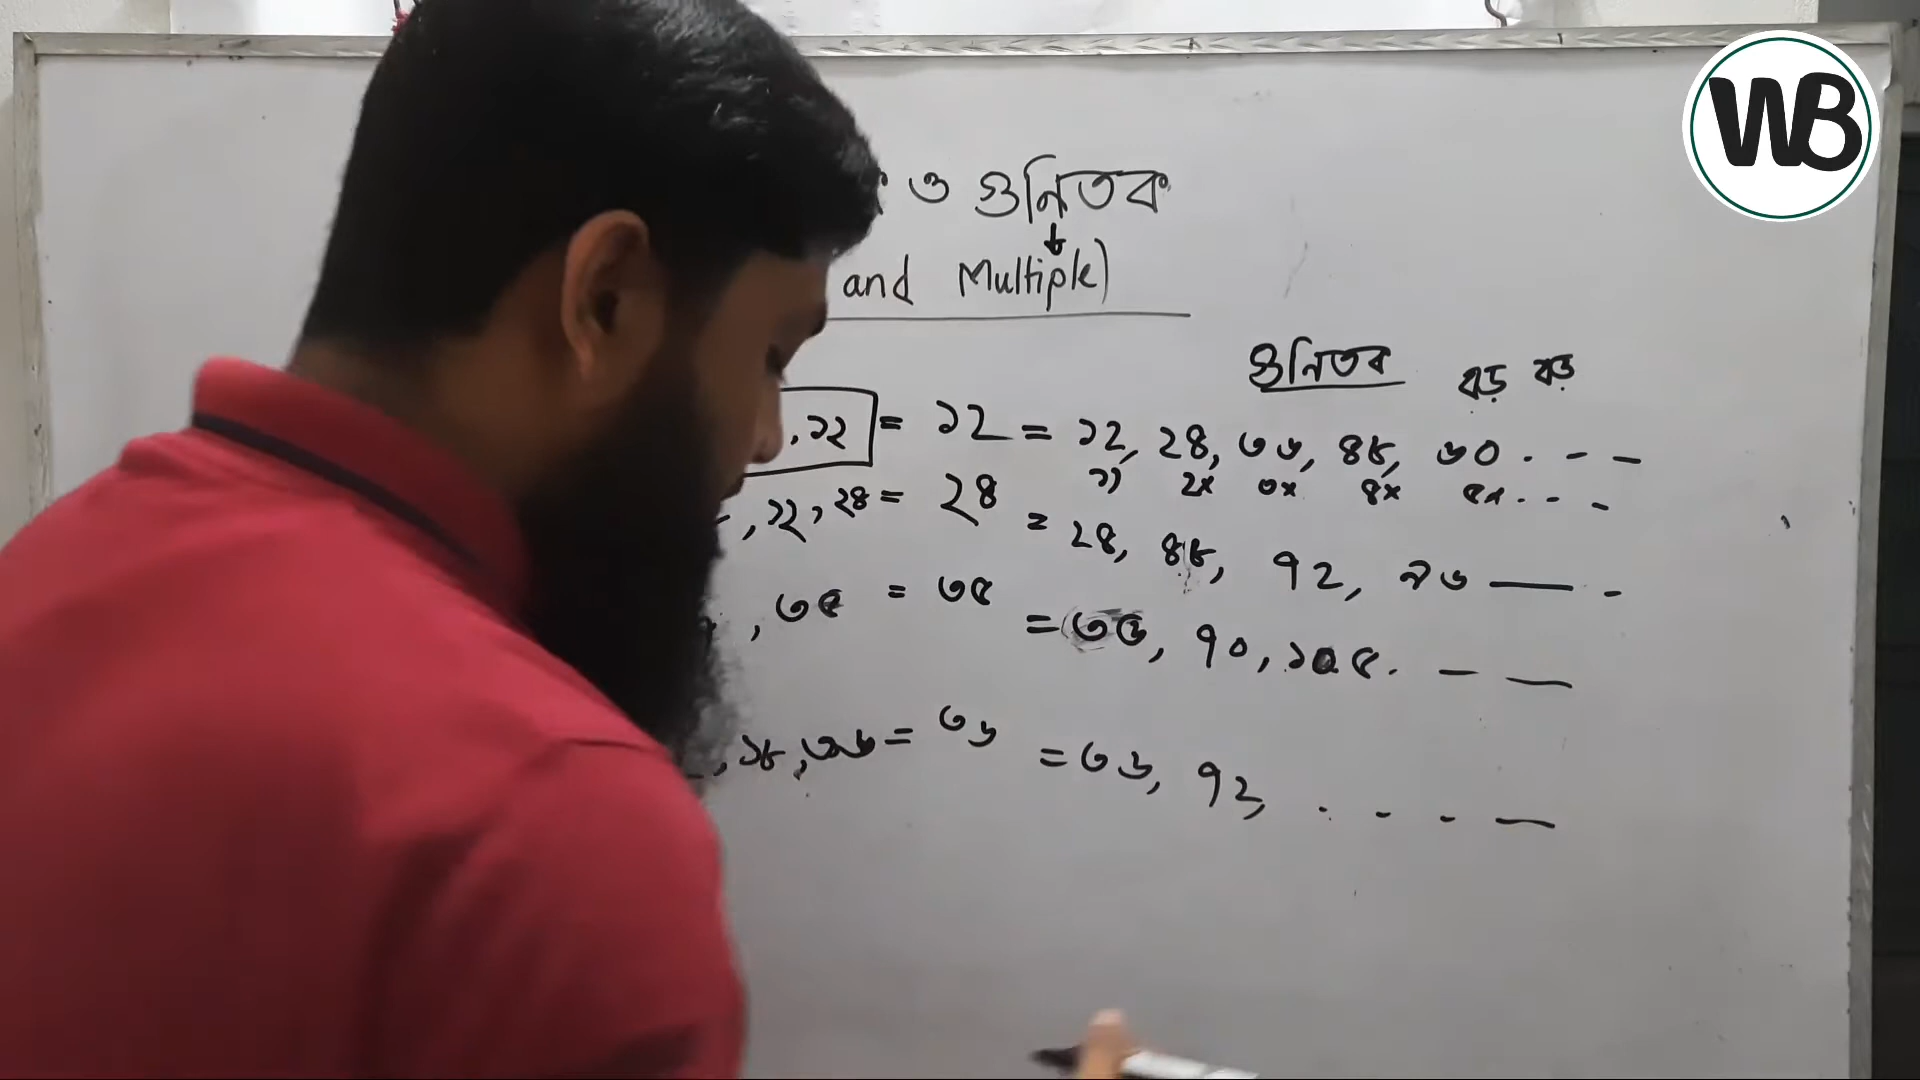 ও গুনিতক
and Multiple)
গুনিতক বড় বড়
,১২ = ১২ = ১২, ২৪, ৩৬, ৪৮, ৬০ . - -
২x ৩x ৪x ৫x . - -
, ১২, ২৪ = ২৪ = ২৪, ৪৮, ৭২, ৯৬ — -
, ৩৫ = ৩৫ = ৩৫, ৭০, ১০৫ . - —
, ১৮, ৩৬ = ৩৬ = ৩৬, ৭২, . - - —
WB